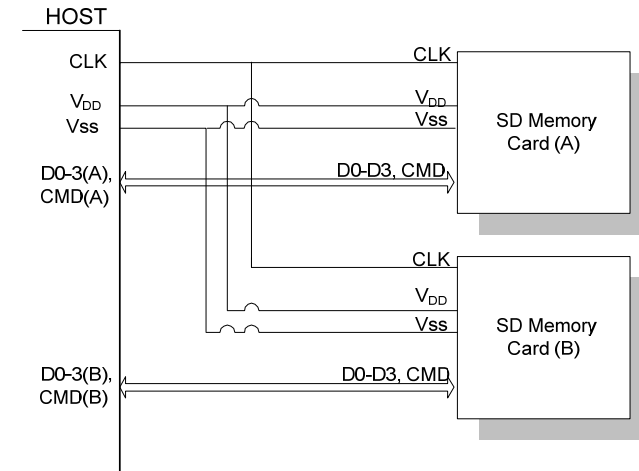 HOST
CLK
CLK
VDD
VDD
Vss
Vss
SD Memory
Card (A)
D0-3(A),
CMD(A)
D0-D3, CMD
CLK
VDD
Vss
SD Memory
Card (B)
D0-3(B),
CMD(B)
D0-D3, CMD